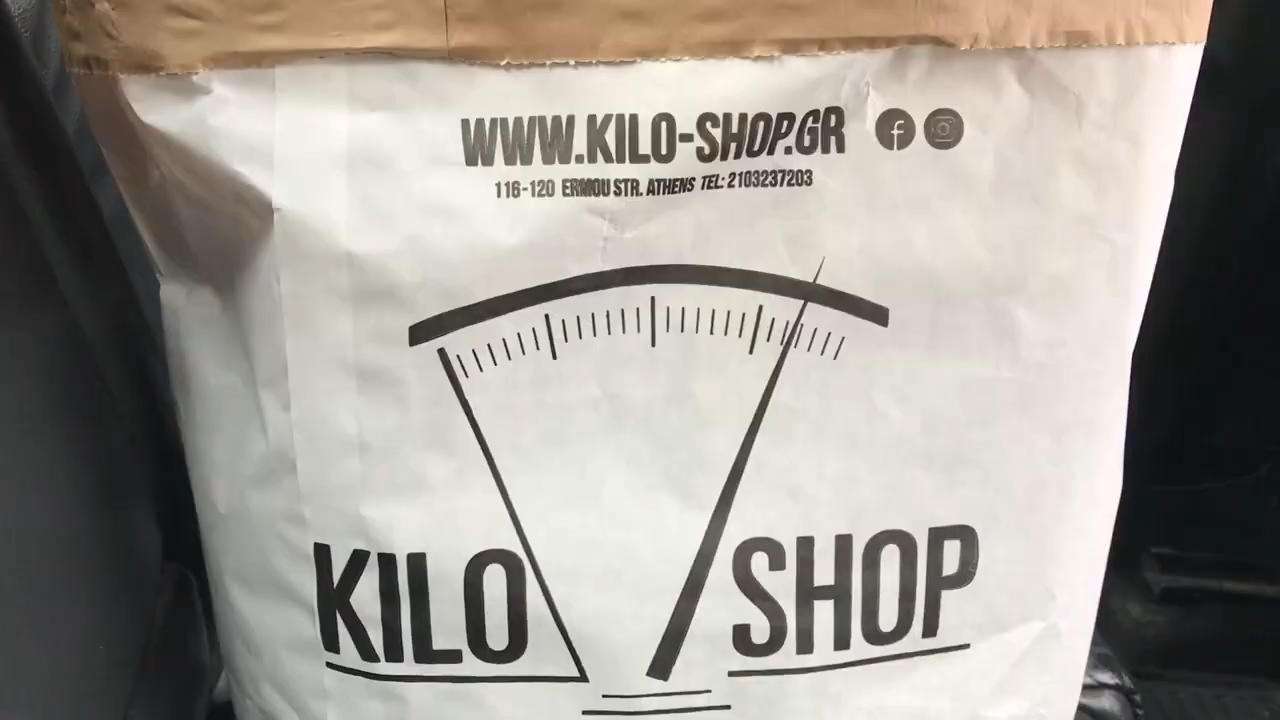 WWW.KILO-SHOP.GR
116-120 ERMOU STR. ATHENS TEL: 2103237203
KILO SHOP